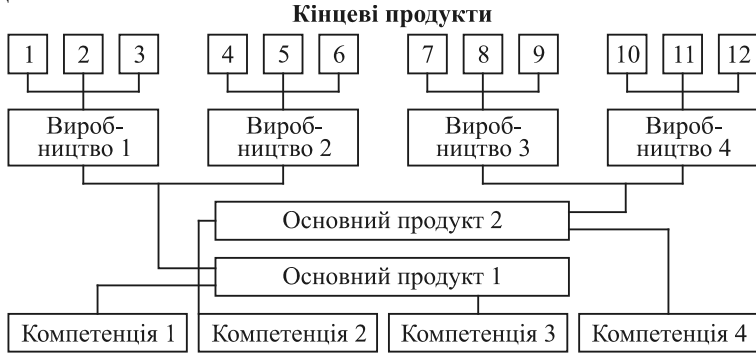 Кінцеві продукти
1 2 3 4 5 6 7 8 9 10 11 12
Вироб- Вироб- Вироб- Вироб-
ництво 1 ництво 2 ництво 3 ництво 4
Основний продукт 2
Основний продукт 1
Компетенція 1 Компетенція 2 Компетенція 3 Компетенція 4